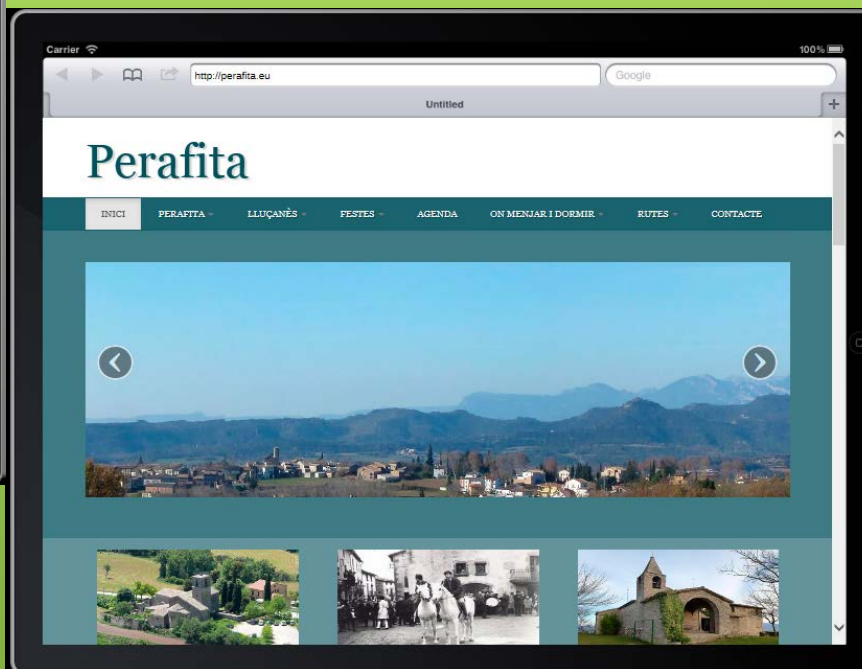 Carrier 100%
http://perafita.eu Google
Untitled
Perafita
INICI PERAFITA LLUÇANÈS FESTES AGENDA ON MENJAR I DORMIR RUTES CONTACTE